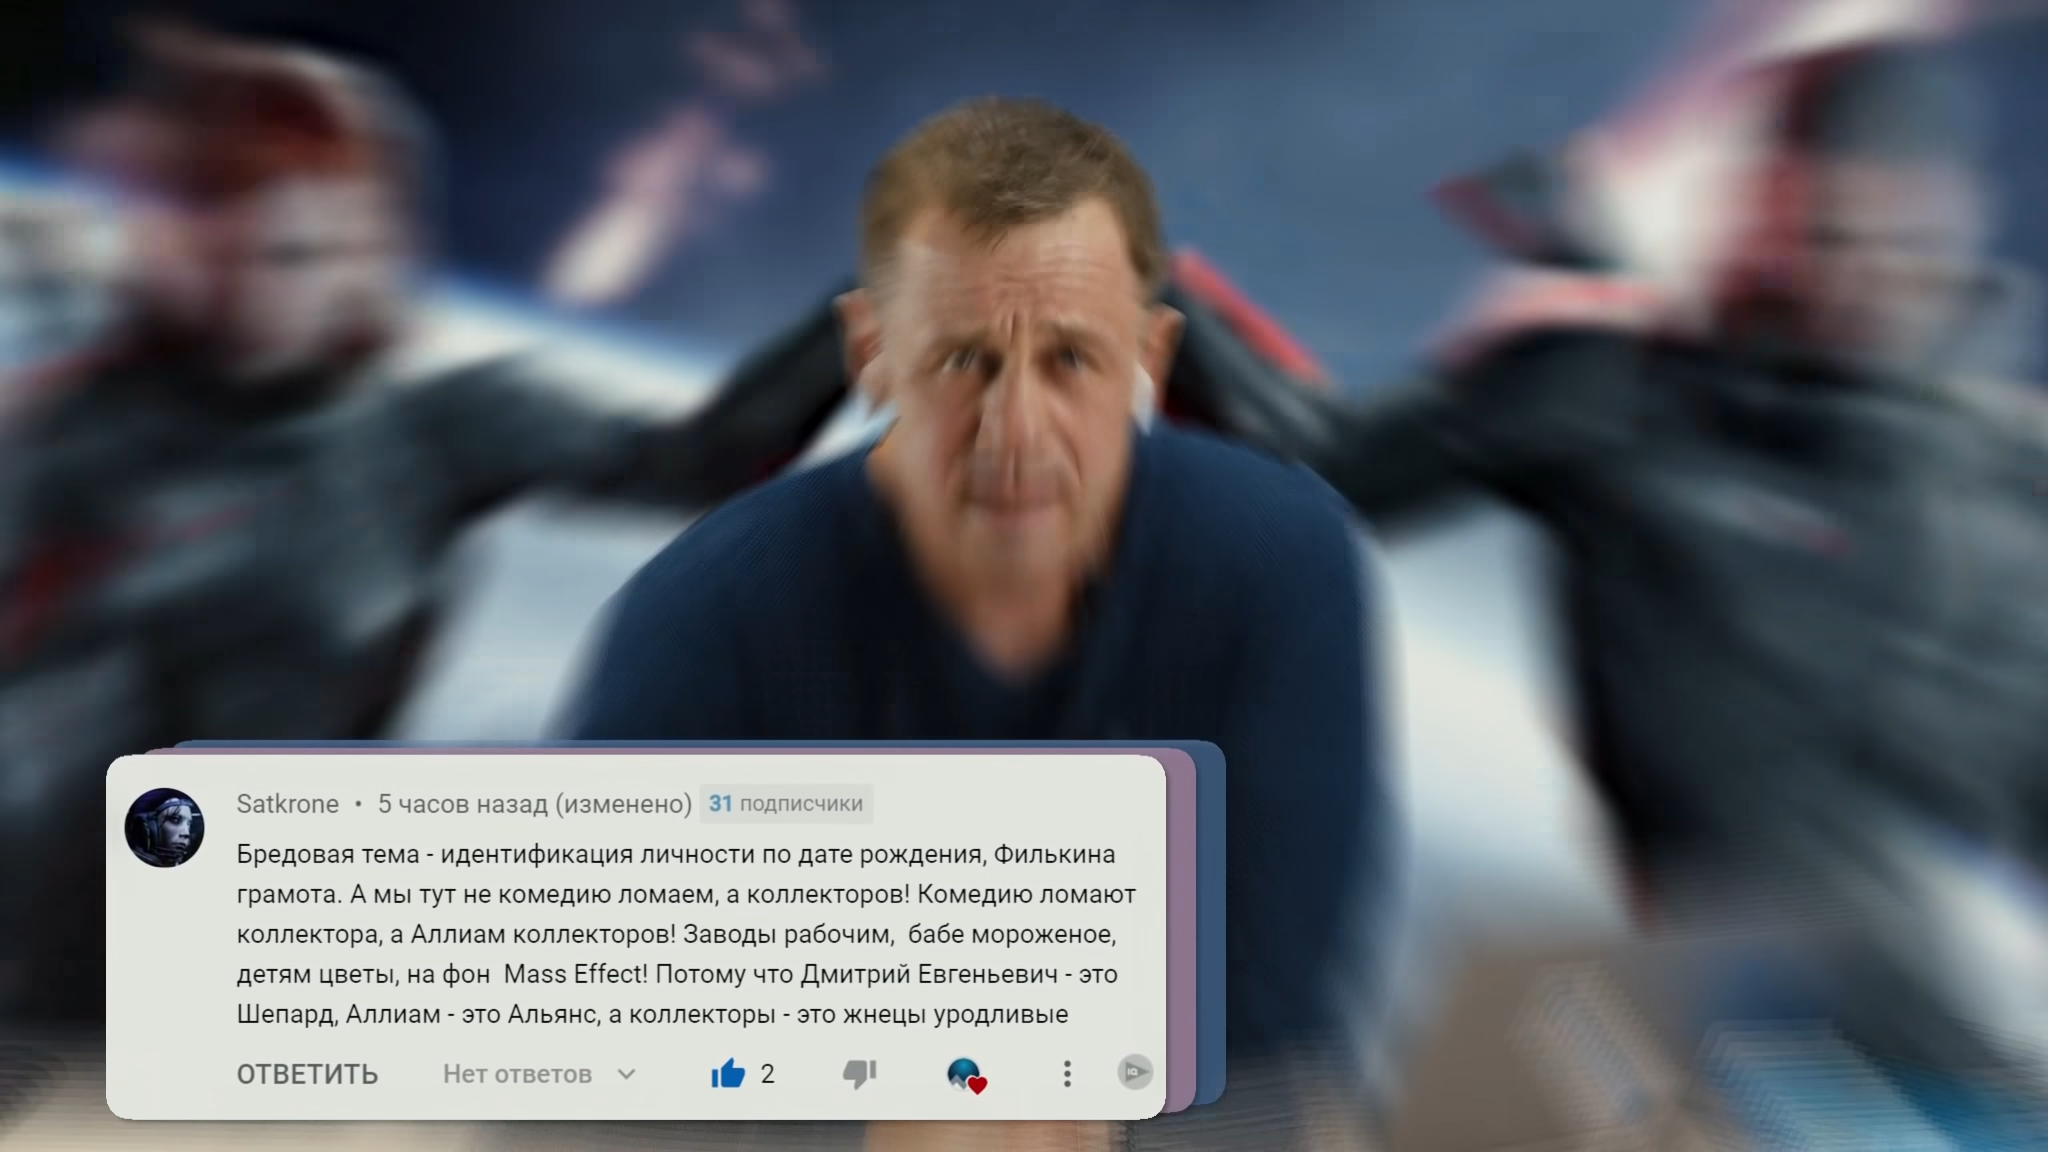 Satkrone • 5 часов назад (изменено) 31 подписчики
Бредовая тема - идентификация личности по дате рождения, Филькина
грамота. А мы тут не комедию ломаем, а коллекторов! Комедию ломают
коллектора, а Аллиам коллекторов! Заводы рабочим, бабе мороженое,
детям цветы, на фон Mass Effect! Потому что Дмитрий Евгеньевич - это
Шепард, Аллиам - это Альянс, а коллекторы - это жнецы уродливые
ОТВЕТИТЬ Нет ответов 2 IQ